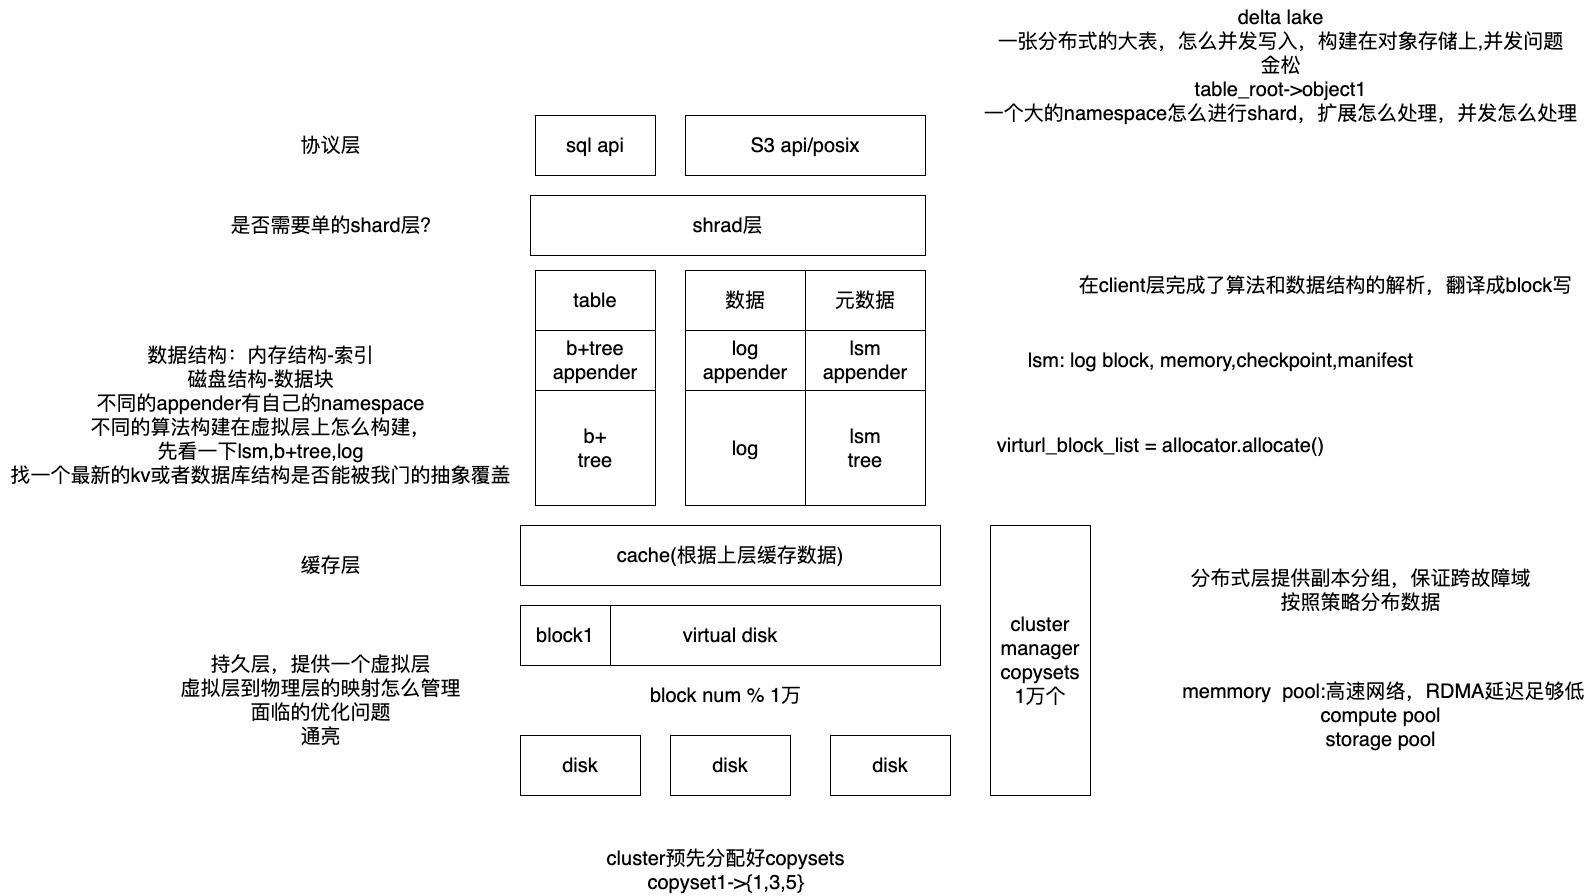 delta lake
一张分布式的大表，怎么并发写入，构建在对象存储上,并发问题
金松
table_root->object1
一个大的namespace怎么进行shard，扩展怎么处理，并发怎么处理
协议层
sql api
S3 api/posix
是否需要单的shard层?
shrad层
table
数据
元数据
在client层完成了算法和数据结构的解析，翻译成block写
数据结构：内存结构-索引
磁盘结构-数据块
不同的appender有自己的namespace
不同的算法构建在虚拟层上怎么构建，
先看一下lsm,b+tree,log
找一个最新的kv或者数据库结构是否能被我门的抽象覆盖
b+tree
appender
log
appender
lsm
appender
lsm: log block, memory,checkpoint,manifest
b+
tree
log
lsm
tree
virturl_block_list = allocator.allocate()
缓存层
cache(根据上层缓存数据)
cluster
manager
copysets
1万个
分布式层提供副本分组，保证跨故障域
按照策略分布数据
block1
virtual disk
持久层，提供一个虚拟层
虚拟层到物理层的映射怎么管理
面临的优化问题
通亮
block num % 1万
memmory  pool:高速网络，RDMA延迟足够低
compute pool
storage pool
disk
disk
disk
cluster预先分配好copysets
copyset1->{1,3,5}